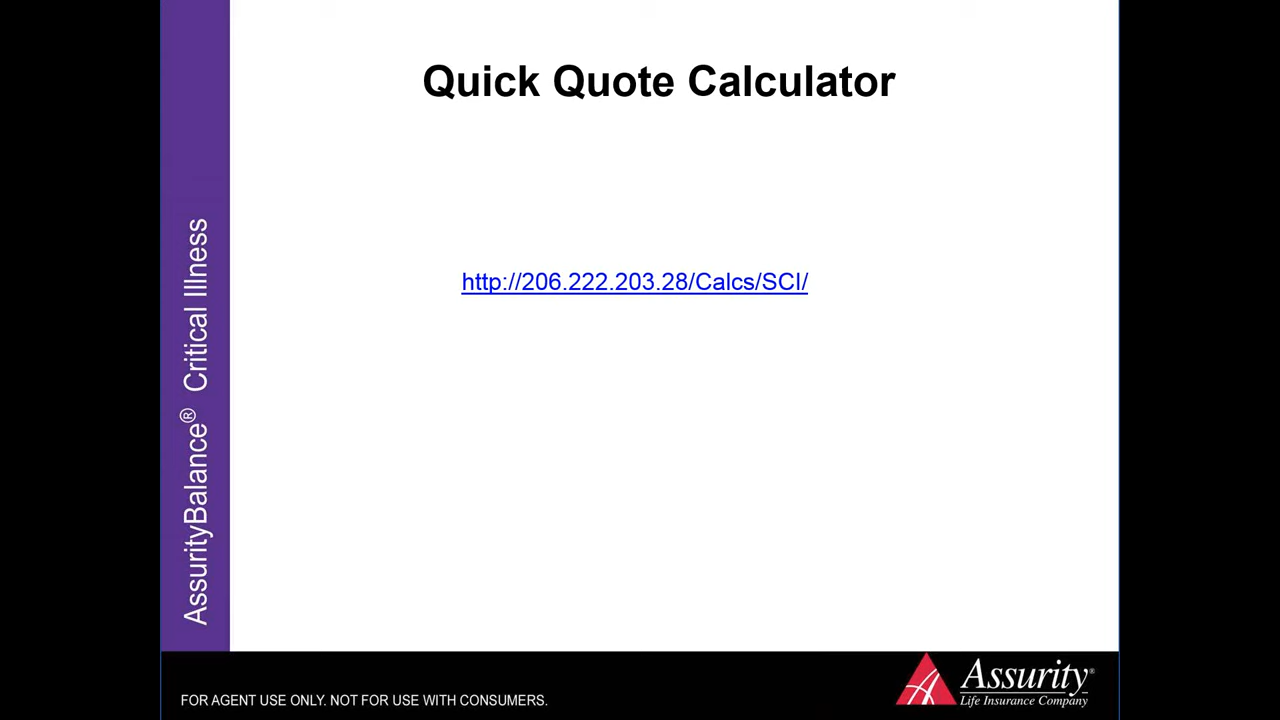 Quick Quote Calculator
http://206.222.203.28/Calcs/SCI/
AssurityBalance® Critical Illness
FOR AGENT USE ONLY. NOT FOR USE WITH CONSUMERS.
Assurity®
Life Insurance Company